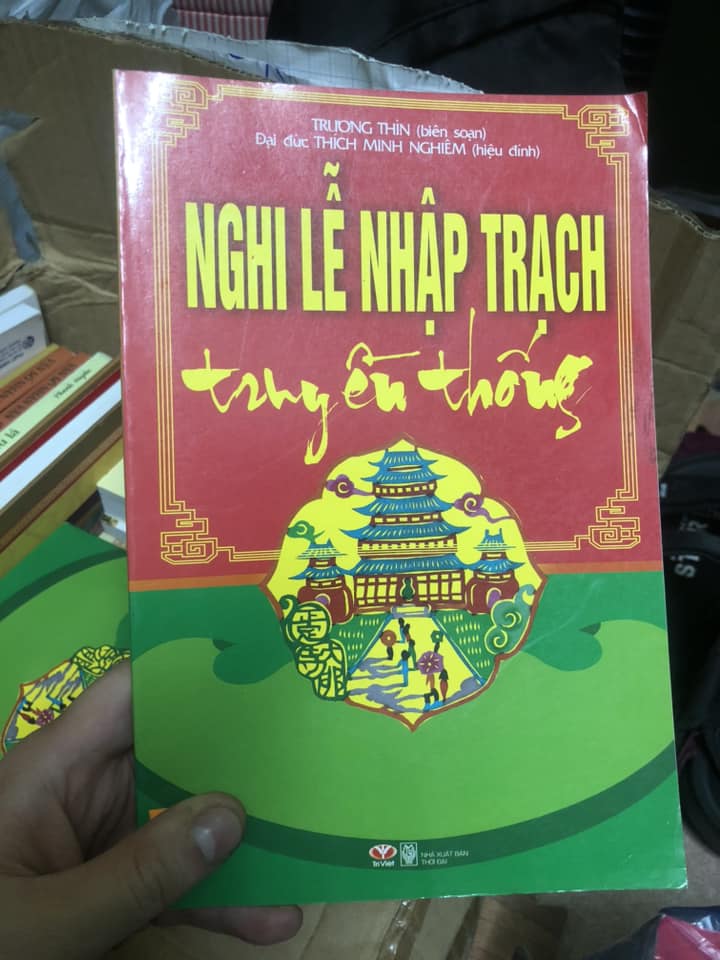 TRƯƠNG THÌN (biên soạn)
Đại đức THÍCH MINH NGHIÊM (hiệu đính)
NGHI LỄ NHẬP TRẠCH
truyền thống
Trí Việt
NHÀ XUẤT BẢN
THỜI ĐẠI